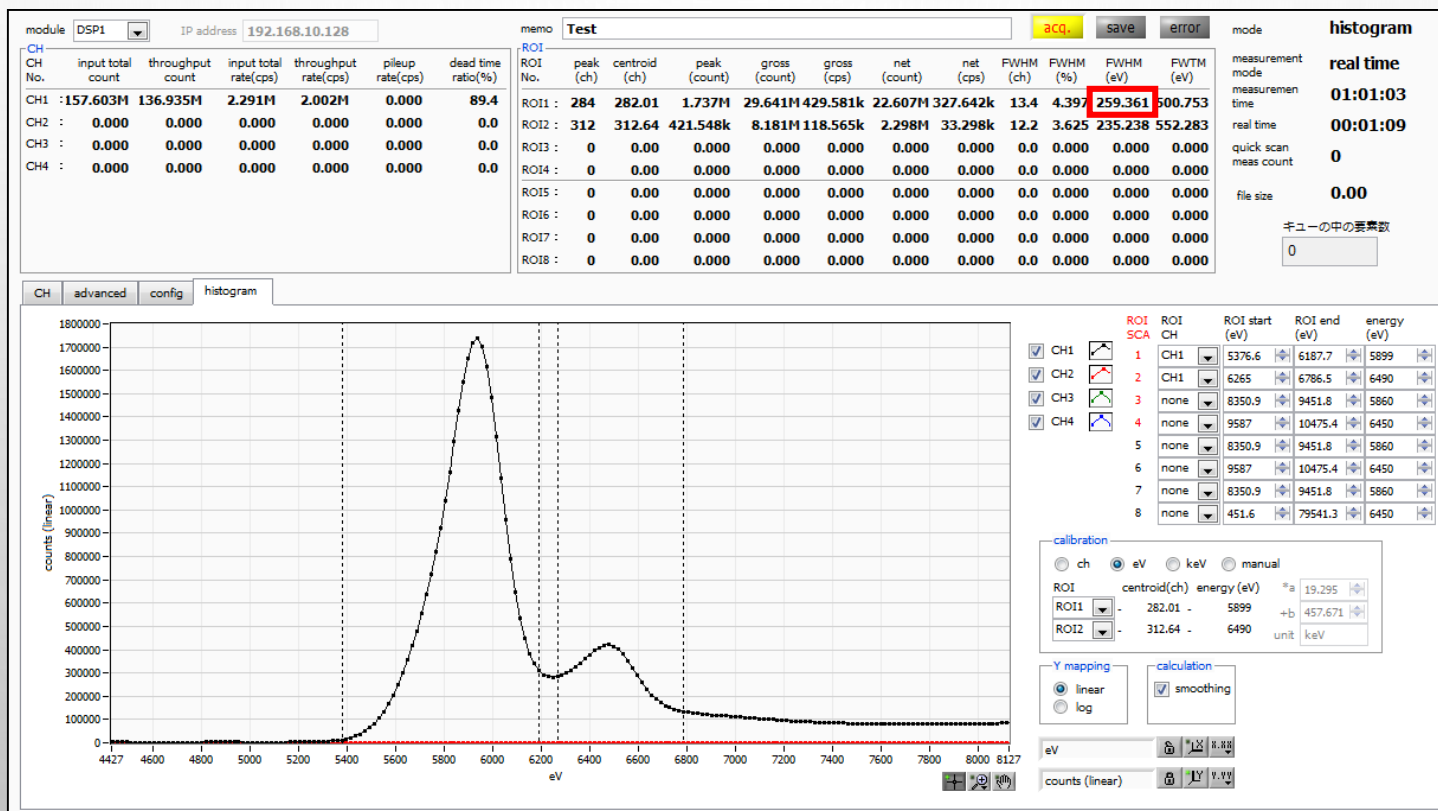 module DSP1 IP address 192.168.10.128 memo Test acq. save error mode histogram
CH
CH No. input total count throughput count input total rate(cps) throughput rate(cps) pileup rate(cps) dead time ratio(%)
CH1 : 157.603M 136.935M 2.291M 2.002M 0.000 89.4
CH2 : 0.000 0.000 0.000 0.000 0.000 0.0
CH3 : 0.000 0.000 0.000 0.000 0.000 0.0
CH4 : 0.000 0.000 0.000 0.000 0.000 0.0
ROI
ROI No. peak (ch) centroid (ch) peak (count) gross (count) gross (cps) net (count) net (cps) FWHM (ch) FWHM (%) FWHM (eV) FWTM (eV)
ROI1 : 284 282.01 1.737M 29.641M 429.581k 22.607M 327.642k 13.4 4.397 259.361 500.753
ROI2 : 312 312.64 421.548k 8.181M 118.565k 2.298M 33.298k 12.2 3.625 235.238 552.283
ROI3 : 0 0.00 0.000 0.000 0.000 0.000 0.000 0.0 0.000 0.000 0.000
ROI4 : 0 0.00 0.000 0.000 0.000 0.000 0.000 0.0 0.000 0.000 0.000
ROI5 : 0 0.00 0.000 0.000 0.000 0.000 0.000 0.0 0.000 0.000 0.000
ROI6 : 0 0.00 0.000 0.000 0.000 0.000 0.000 0.0 0.000 0.000 0.000
ROI7 : 0 0.00 0.000 0.000 0.000 0.000 0.000 0.0 0.000 0.000 0.000
ROI8 : 0 0.00 0.000 0.000 0.000 0.000 0.000 0.0 0.000 0.000 0.000
measurement mode real time
measuremen time 01:01:03
real time 00:01:09
quick scan meas count 0
file size 0.00
キューの中の要素数
0
CH advanced config histogram
counts (linear)
1800000
1700000
1600000
1500000
1400000
1300000
1200000
1100000
1000000
900000
800000
700000
600000
500000
400000
300000
200000
100000
0
4427 4600 4800 5000 5200 5400 5600 5800 6000 6200 6400 6600 6800 7000 7200 7400 7600 7800 8000 8127
eV
CH1
CH2
CH3
CH4
ROI SCA ROI CH ROI start (eV) ROI end (eV) energy (eV)
1 CH1 5376.6 6187.7 5899
2 CH1 6265 6786.5 6490
3 none 8350.9 9451.8 5860
4 none 9587 10475.4 6450
5 none 8350.9 9451.8 5860
6 none 9587 10475.4 6450
7 none 8350.9 9451.8 5860
8 none 451.6 79541.3 6450
calibration
ch eV keV manual
ROI centroid(ch) energy (eV) *a 19.295
ROI1 - 282.01 - 5899 +b 457.671
ROI2 - 312.64 - 6490 unit keV
Y mapping
linear
log
calculation
smoothing
eV X X.XX
counts (linear) Y Y.YY